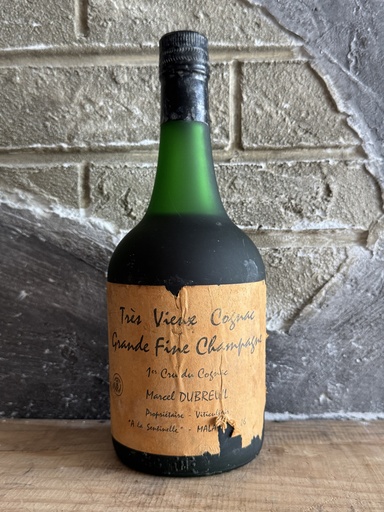 Très Vieux Cognac
Grande Fine Champagne
1er Cru du Cognac
Marcel DUBREUIL
Propriétaire - Viticulteur
"A la Sentinelle" -